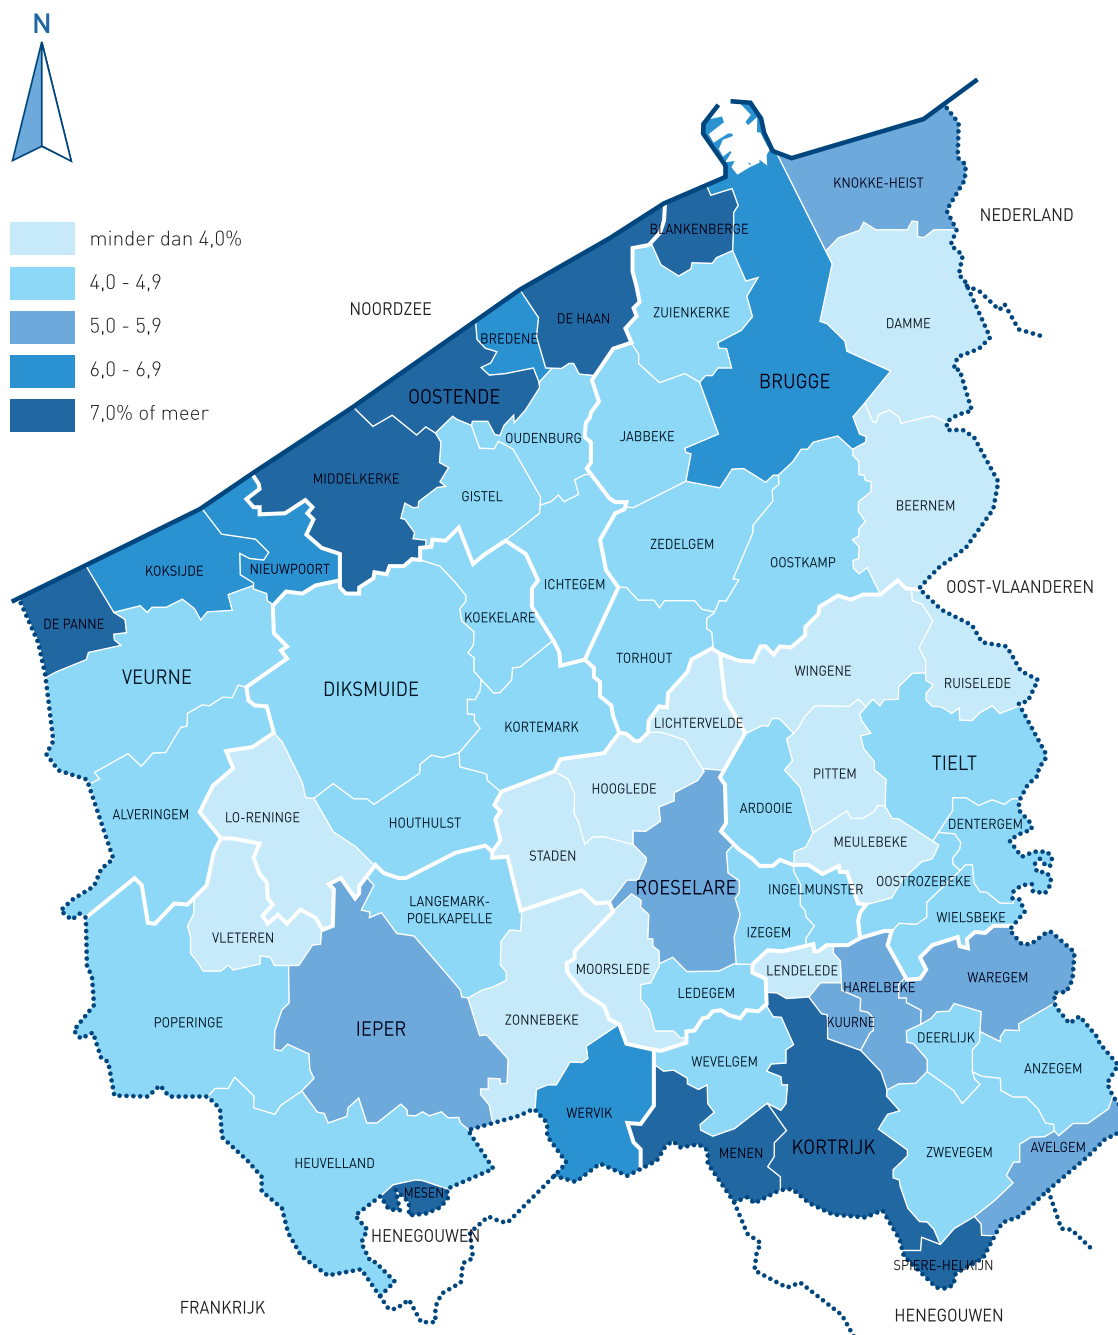 N
minder dan 4,0%
4,0 - 4,9
5,0 - 5,9
6,0 - 6,9
7,0% of meer
KNOKKE-HEIST
NEDERLAND
BLANKENBERGE
NOORDZEE
ZUIENKERKE
DE HAAN
DAMME
BREDENE
BRUGGE
OOSTENDE
OUDENBURG
JABBEKE
MIDDELKERKE
GISTEL
BEERNEM
ZEDELGEM
OOSTKAMP
KOKSIJDE
NIEUWPOORT
ICHTEGEM
OOST-VLAANDEREN
DE PANNE
KOEKELARE
TORHOUT
VEURNE
DIKSMUIDE
WINGENE
RUISELEDE
LICHTERVELDE
KORTEMARK
TIELT
PITTEM
HOOGLEDE
ARDOOIE
ALVERINGEM
LO-RENINGE
HOUTHULST
DENTERGEM
MEULEBEKE
STADEN
ROESELARE
INGELMUNSTER
OOSTROZEBEKE
LANGEMARK-
POELKAPELLE
WIELSBEKE
IZEGEM
VLETEREN
MOORSLEDE
LENDELEDE
WAREGEM
HARELBEKE
LEDEGEM
POPERINGE
IEPER
ZONNEBEKE
KUURNE
DEERLIJK
WEVELGEM
ANZEGEM
WERVIK
KORTRIJK
AVELGEM
MENEN
ZWEVEGEM
HEUVELLAND
MESEN
HENEGOUWEN
SPIERE-HELKIJN
FRANKRIJK
HENEGOUWEN